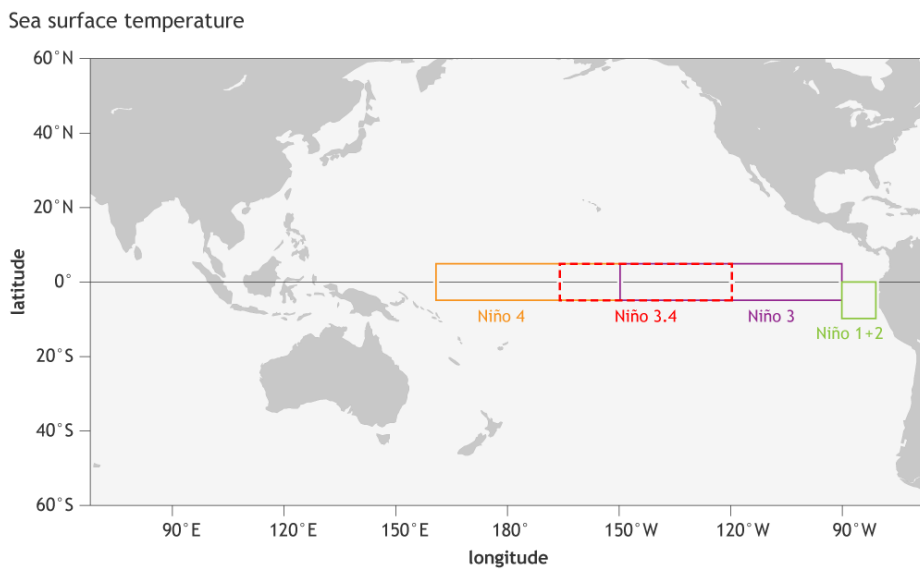 Sea surface temperature
60°N
40°N
20°N
0°
20°S
40°S
60°S
latitude
Niño 4
Niño 3.4
Niño 3
Niño 1+2
90°E
120°E
150°E
180°
150°W
120°W
90°W
longitude